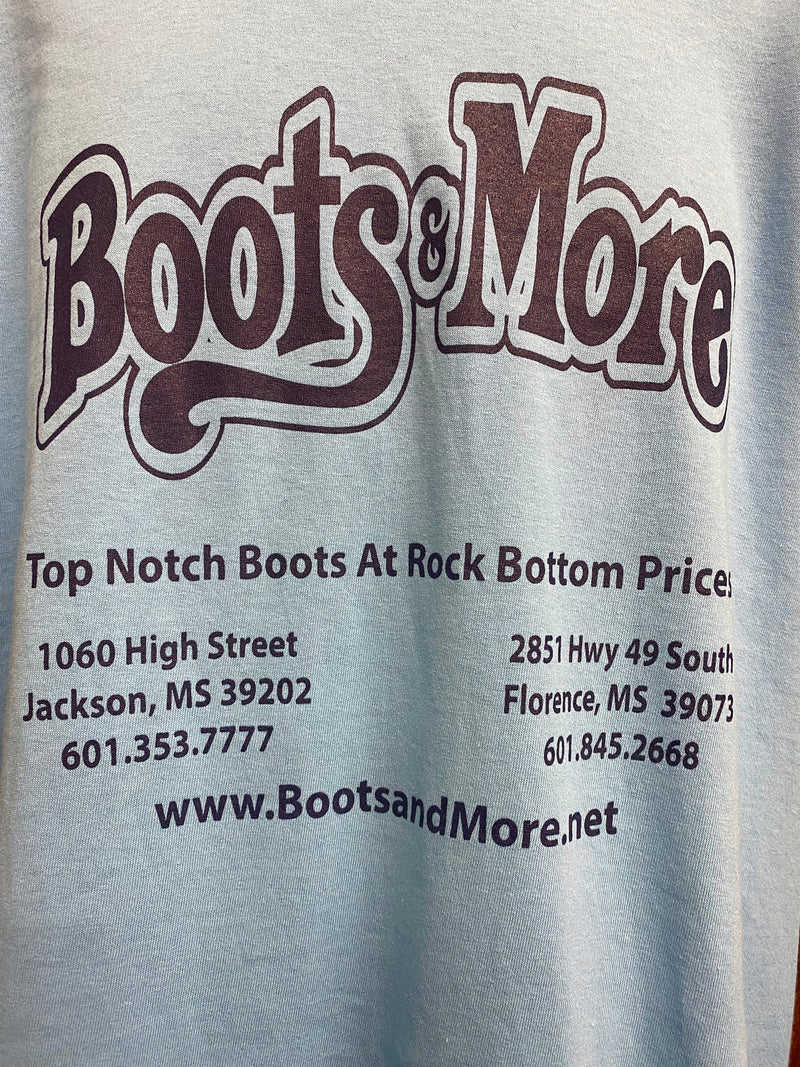 Boots & More
Top Notch Boots At Rock Bottom Prices
1060 High Street
Jackson, MS 39202
601.353.7777
2851 Hwy 49 South
Florence, MS 39073
601.845.2668
www.BootsandMore.net